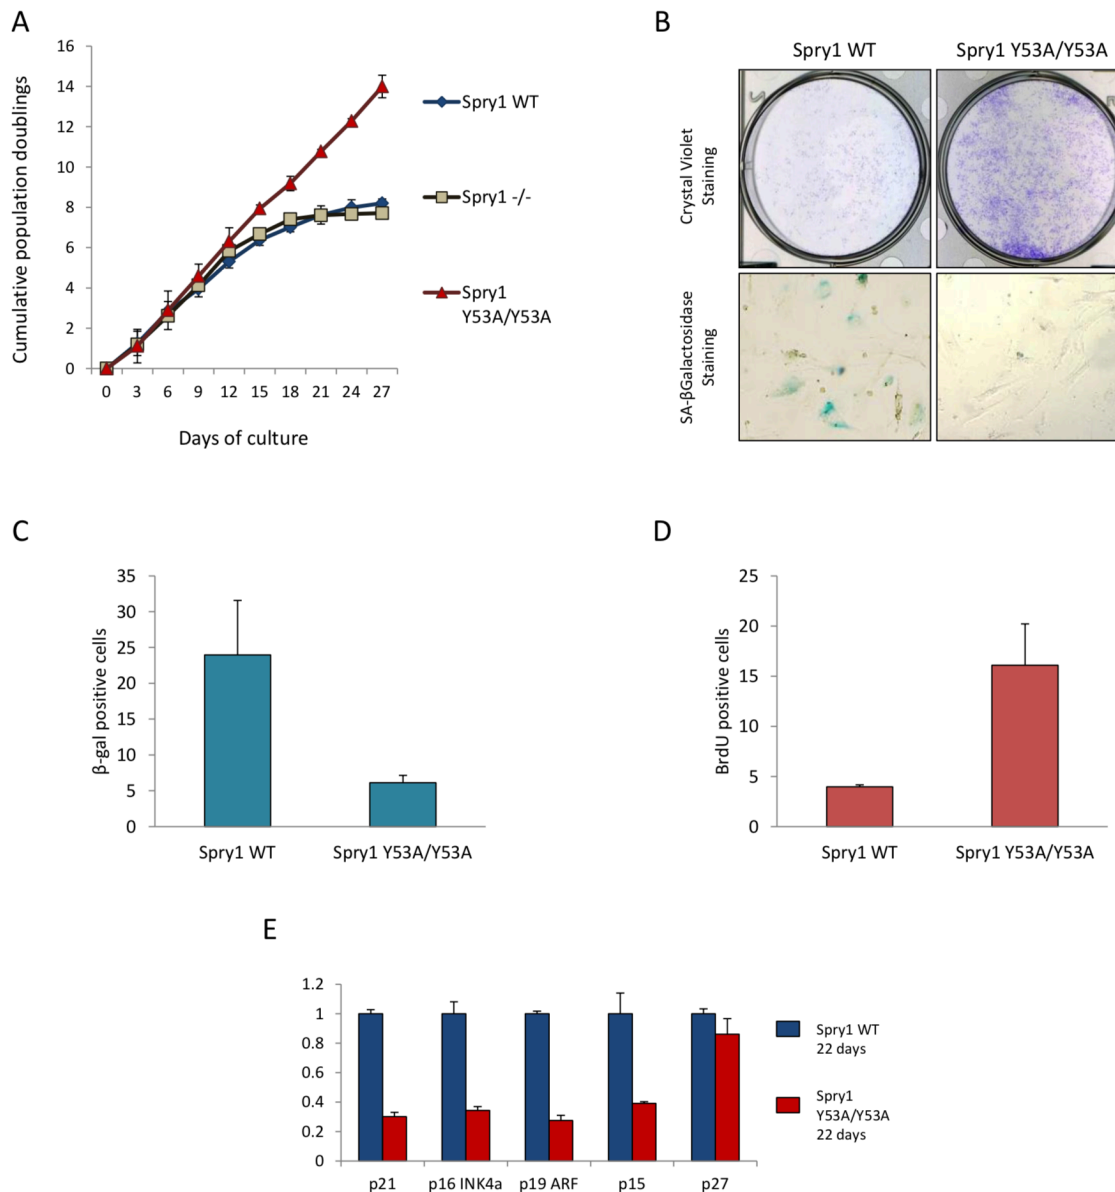 A
16
14
12
10
8
6
4
2
0
Cumulative population doublings
0 3 6 9 12 15 18 21 24 27
Days of culture
Spry1 WT
Spry1 -/-
Spry1
Y53A/Y53A
B
Spry1 WT
Spry1 Y53A/Y53A
Crystal Violet
Staining
SA-βGalactosidase
Staining
C
35
30
25
20
15
10
5
0
β-gal positive cells
Spry1 WT
Spry1 Y53A/Y53A
D
25
20
15
10
5
0
BrdU positive cells
Spry1 WT
Spry1 Y53A/Y53A
E
1.2
1
0.8
0.6
0.4
0.2
0
p21
p16 INK4a
p19 ARF
p15
p27
Spry1 WT
22 days
Spry1
Y53A/Y53A
22 days